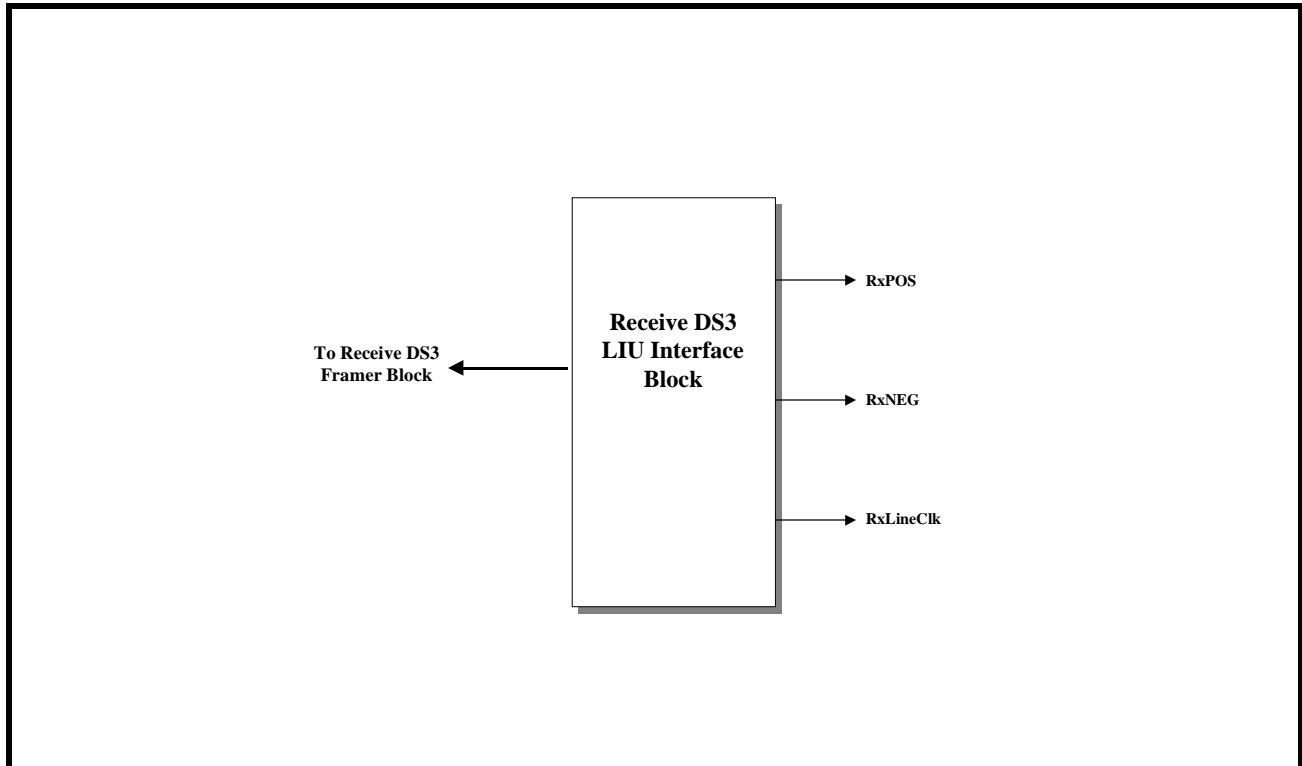 To Receive DS3
Framer Block
Receive DS3
LIU Interface
Block
RxPOS
RxNEG
RxLineClk